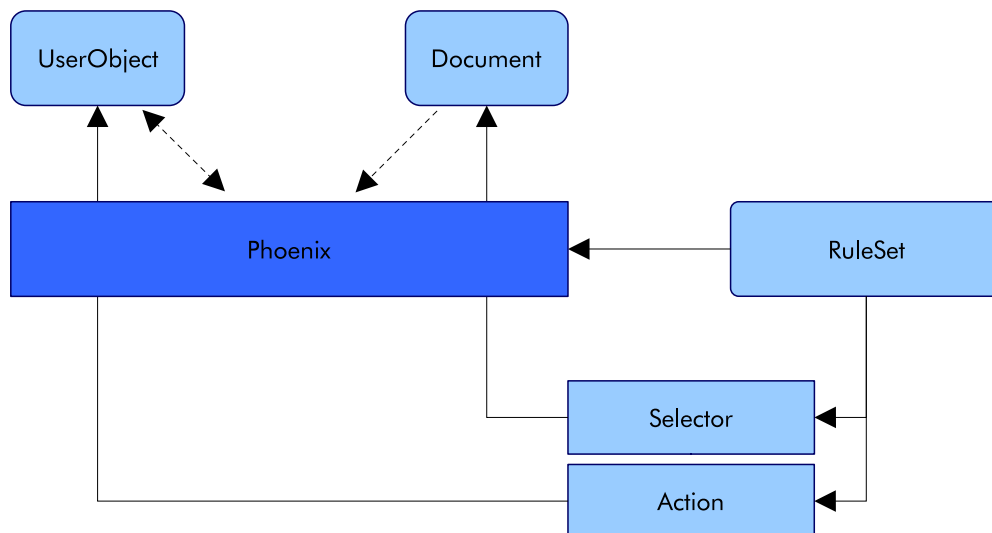 UserObject
Document
Phoenix
RuleSet
Selector
Action